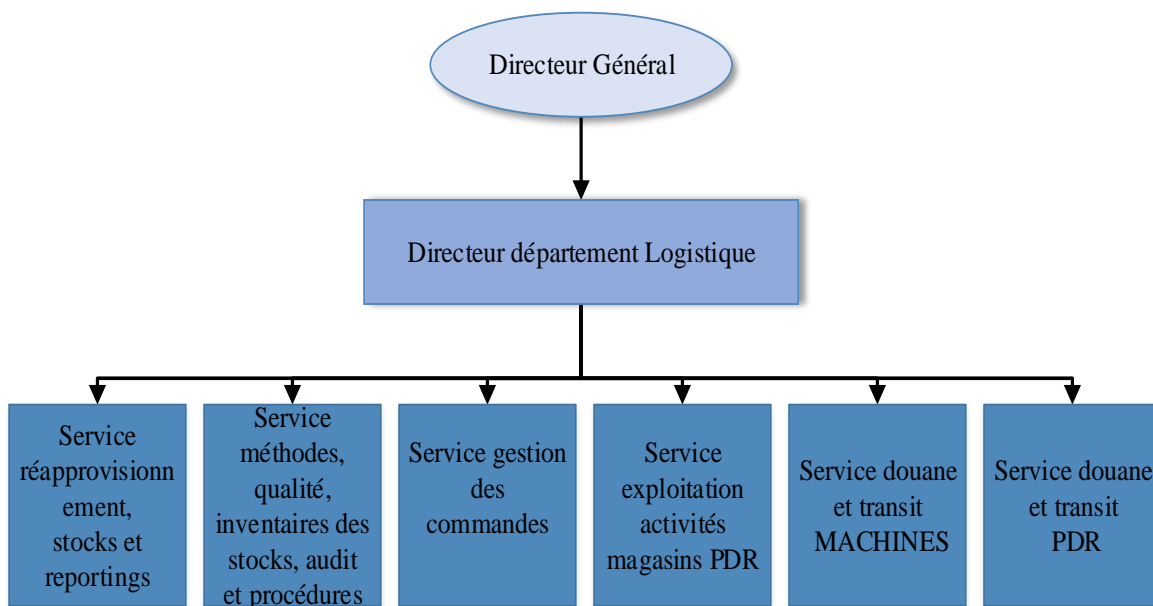 Directeur Général
Directeur département Logistique
Service
réapprovisionn
ement,
stocks et
reportings
Service
méthodes,
qualité,
inventaires des
stocks, audit
et procédures
Service gestion
des
commandes
Service
exploitation
activités
magasins PDR
Service douane
et transit
MACHINES
Service douane
et transit
PDR